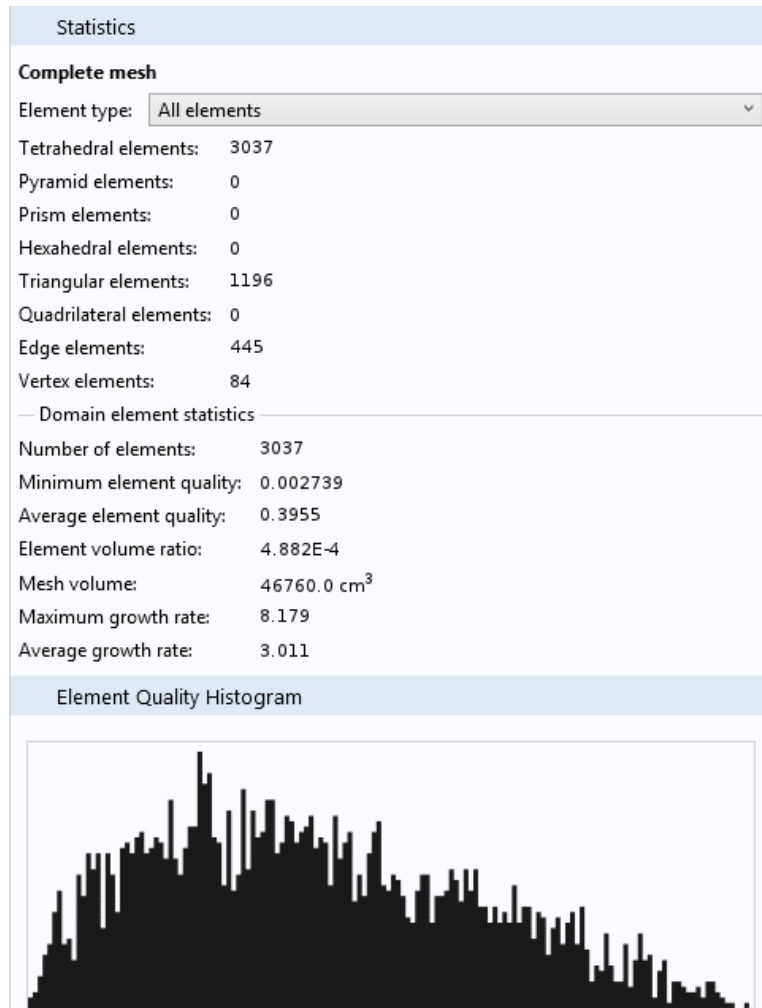 Statistics
Complete mesh
Element type: All elements
Tetrahedral elements: 3037
Pyramid elements: 0
Prism elements: 0
Hexahedral elements: 0
Triangular elements: 1196
Quadrilateral elements: 0
Edge elements: 445
Vertex elements: 84
Domain element statistics
Number of elements: 3037
Minimum element quality: 0.002739
Average element quality: 0.3955
Element volume ratio: 4.882E-4
Mesh volume: 46760.0 cm³
Maximum growth rate: 8.179
Average growth rate: 3.011
Element Quality Histogram